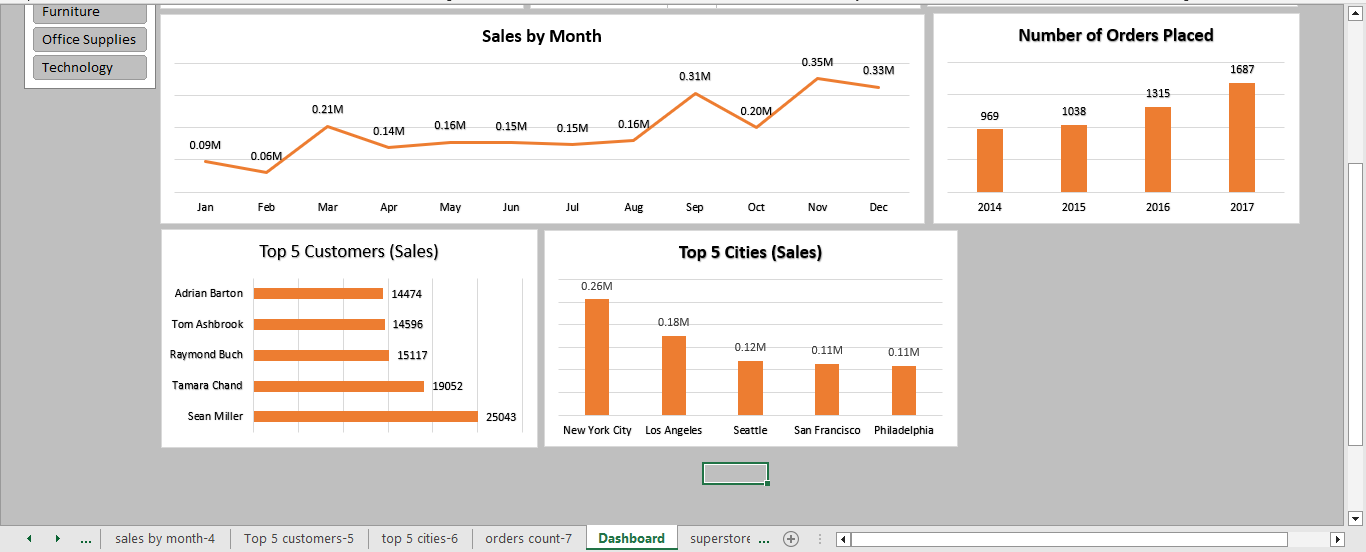 Furniture
Office Supplies
Technology
Sales by Month
0.09M
0.06M
0.21M
0.14M
0.16M
0.15M
0.15M
0.16M
0.31M
0.20M
0.35M
0.33M
Jan Feb Mar Apr May Jun Jul Aug Sep Oct Nov Dec
Number of Orders Placed
969
1038
1315
1687
2014 2015 2016 2017
Top 5 Customers (Sales)
Adrian Barton 14474
Tom Ashbrook 14596
Raymond Buch 15117
Tamara Chand 19052
Sean Miller 25043
Top 5 Cities (Sales)
0.26M
0.18M
0.12M
0.11M
0.11M
New York City Los Angeles Seattle San Francisco Philadelphia
... sales by month-4 Top 5 customers-5 top 5 cities-6 orders count-7 Dashboard superstore ...